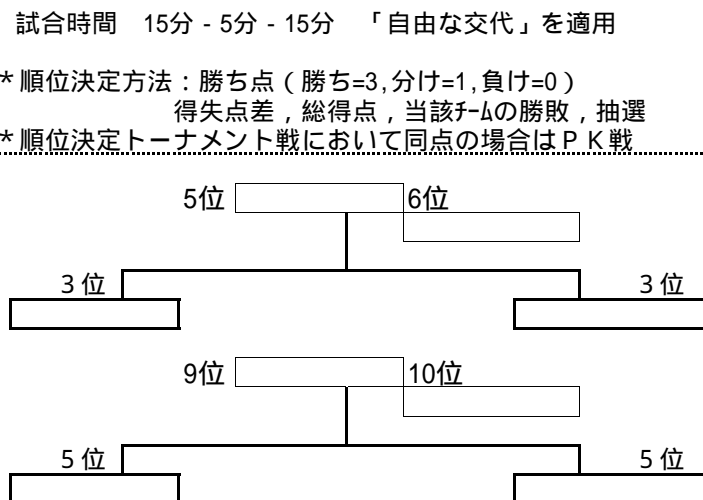 試合時間　15分 - 5分 - 15分　「自由な交代」を適用
*順位決定方法：勝ち点（勝ち=3,分け=1,負け=0）
得失点差，総得点，当該ﾁｰﾑの勝敗，抽選
*順位決定トーナメント戦において同点の場合はＰＫ戦
5位　6位
３位　３位
9位　10位
５位　５位